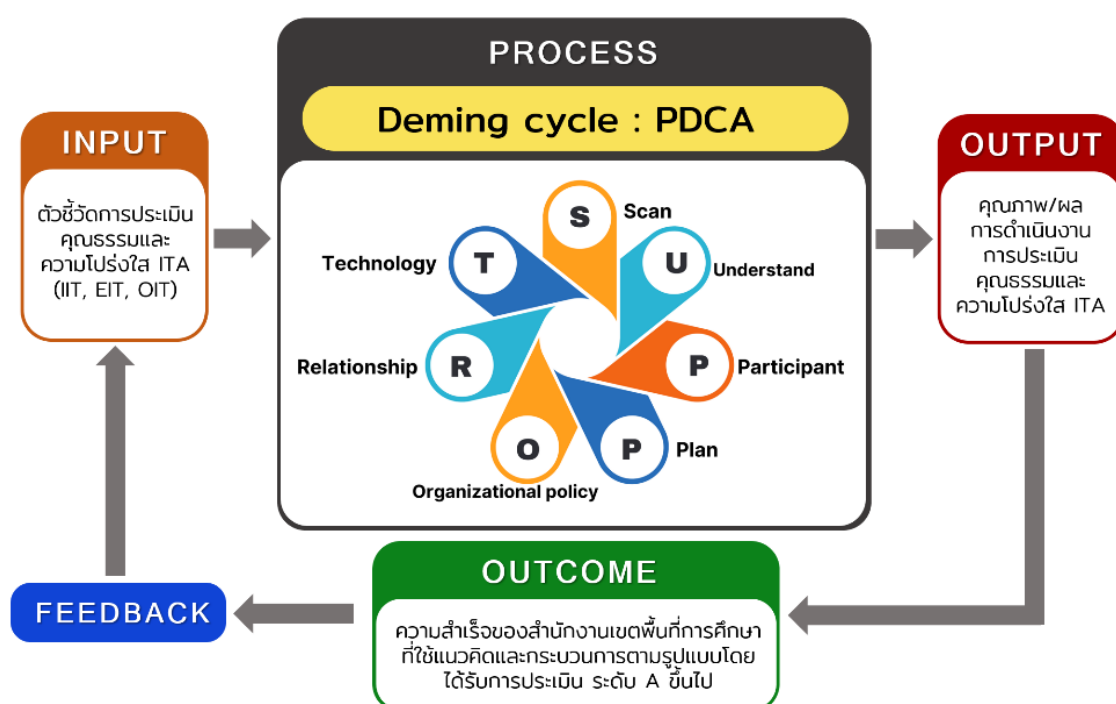 PROCESS
Deming cycle : PDCA
INPUT
ตัวชี้วัดการประเมิน
คุณธรรมและ
ความโปร่งใส ITA
(IIT, EIT, OIT)
S
Scan
U
Understand
P
Participant
P
Plan
O
Organizational policy
R
Relationship
T
Technology
OUTPUT
คุณภาพ/ผล
การดำเนินงาน
การประเมิน
คุณธรรมและ
ความโปร่งใส ITA
OUTCOME
ความสำเร็จของสำนักงานเขตพื้นที่การศึกษา
ที่ใช้แนวคิดและกระบวนการตามรูปแบบโดย
ได้รับการประเมิน ระดับ A ขึ้นไป
FEEDBACK